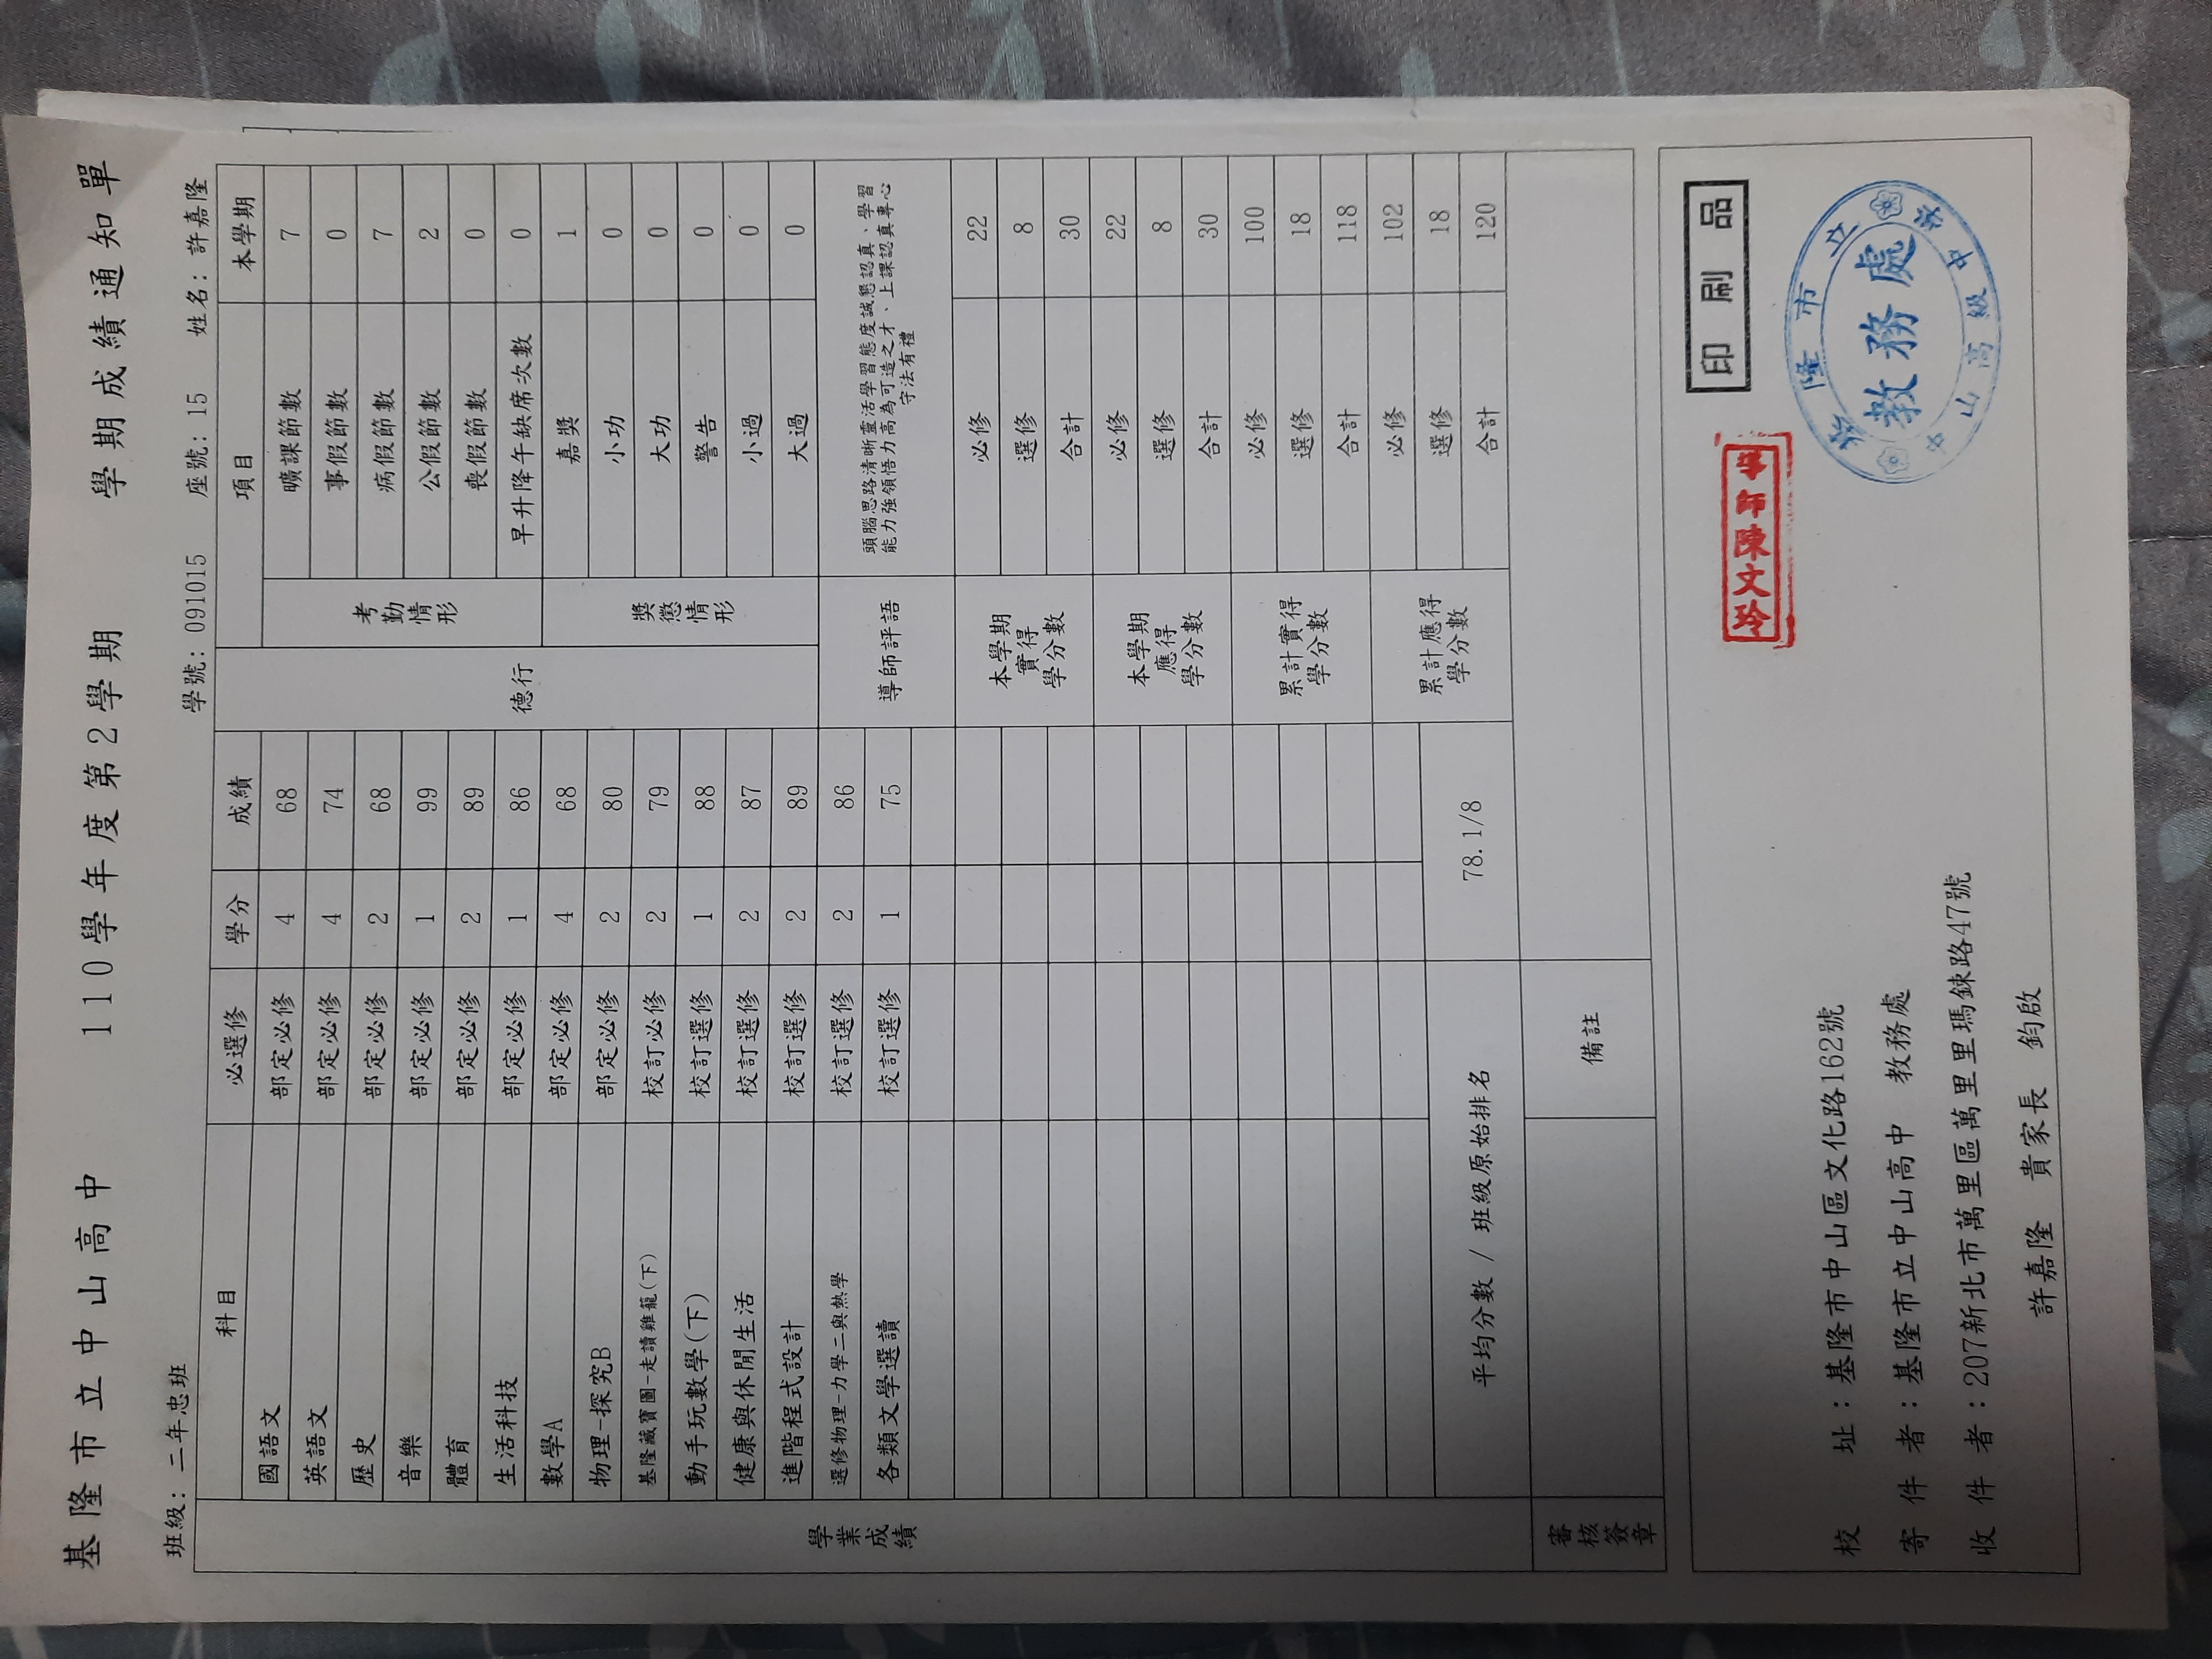 基隆市立中山高中 110學年度第2學期 學期成績通知單
班級: 二年忠班
學號: 091015 座號: 15 姓名: 許嘉隆
學業成績
科目 必選修 學分 成績
國語文 部定必修 4 68
英語文 部定必修 4 74
歷史 部定必修 2 68
音樂 部定必修 1 99
體育 部定必修 2 89
生活科技 部定必修 1 86
數學A 部定必修 4 68
物理-探究B 部定必修 2 80
基隆藏寶圖-走讀雞籠(下) 校訂必修 2 79
動手玩數學(下) 校訂選修 1 88
健康與休閒生活 校訂選修 2 87
進階程式設計 校訂選修 2 89
選修物理-力學二與熱學 校訂選修 2 86
各類文學選讀 校訂選修 1 75
平均分數 / 班級原始排名 78.1/8
德行
項目 本學期
考勤情形
曠課節數 7
事假節數 0
病假節數 7
公假節數 2
喪假節數 0
早升降午缺席次數 0
獎懲情形
嘉獎 1
小功 0
大功 0
警告 0
小過 0
大過 0
導師評語
頭腦思路清晰靈活學習態度誠懇認真、學習
能力強領悟力高為可造之才、上課認真專心
守法有禮
本學期
實得
學分數
必修 22
選修 8
合計 30
本學期
應得
學分數
必修 22
選修 8
合計 30
累計實得
學分數
必修 100
選修 18
合計 118
累計應得
學分數
必修 102
選修 18
合計 120
審核簽章
備註
印刷品
導師陳文玲
基隆市立
教務處
中山高級中學
校 址：基隆市中山區文化路162號
寄件者：基隆市立中山高中 教務處
收件者：207新北市萬里區萬里里瑪鋉路47號
許嘉隆 貴家長 鈞啟